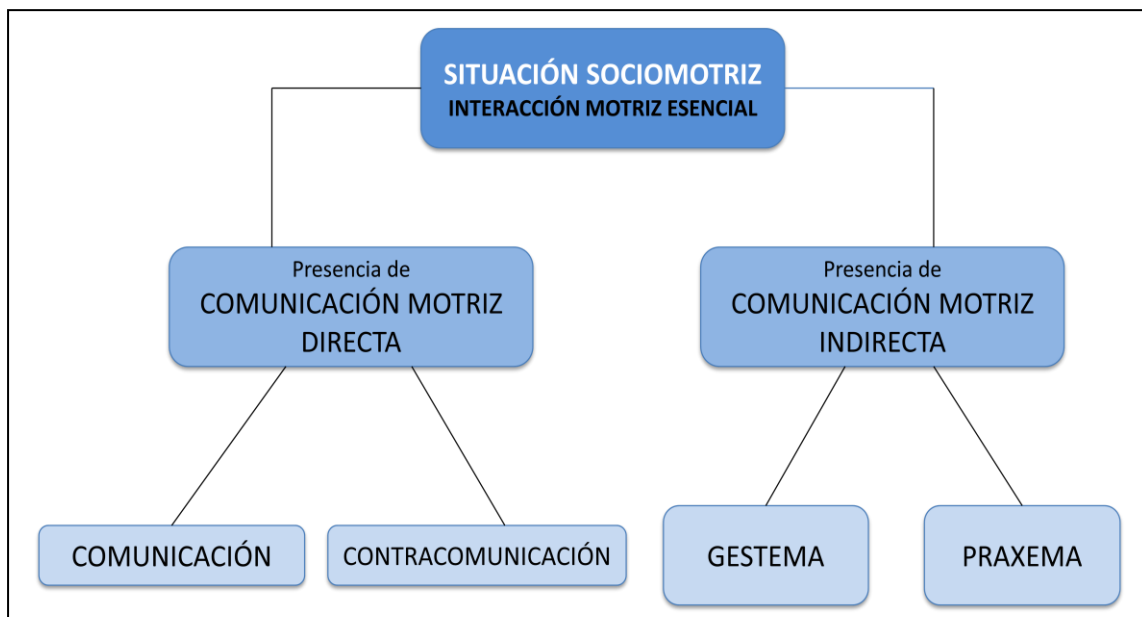 SITUACIÓN SOCIOMOTRIZ
INTERACCIÓN MOTRIZ ESENCIAL
Presencia de
COMUNICACIÓN MOTRIZ
DIRECTA
Presencia de
COMUNICACIÓN MOTRIZ
INDIRECTA
COMUNICACIÓN
CONTRACOMUNICACIÓN
GESTEMA
PRAXEMA